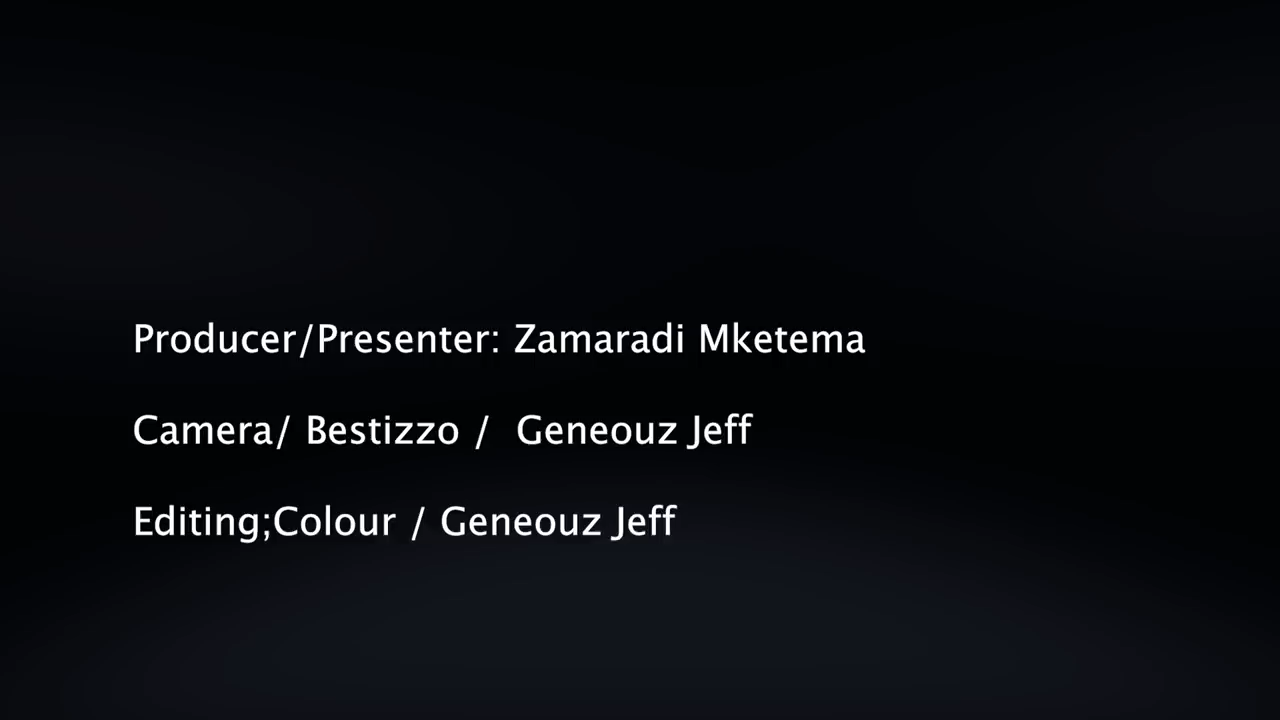 Producer/Presenter: Zamaradi Mketema
Camera/ Bestizzo /  Geneouz Jeff
Editing;Colour / Geneouz Jeff